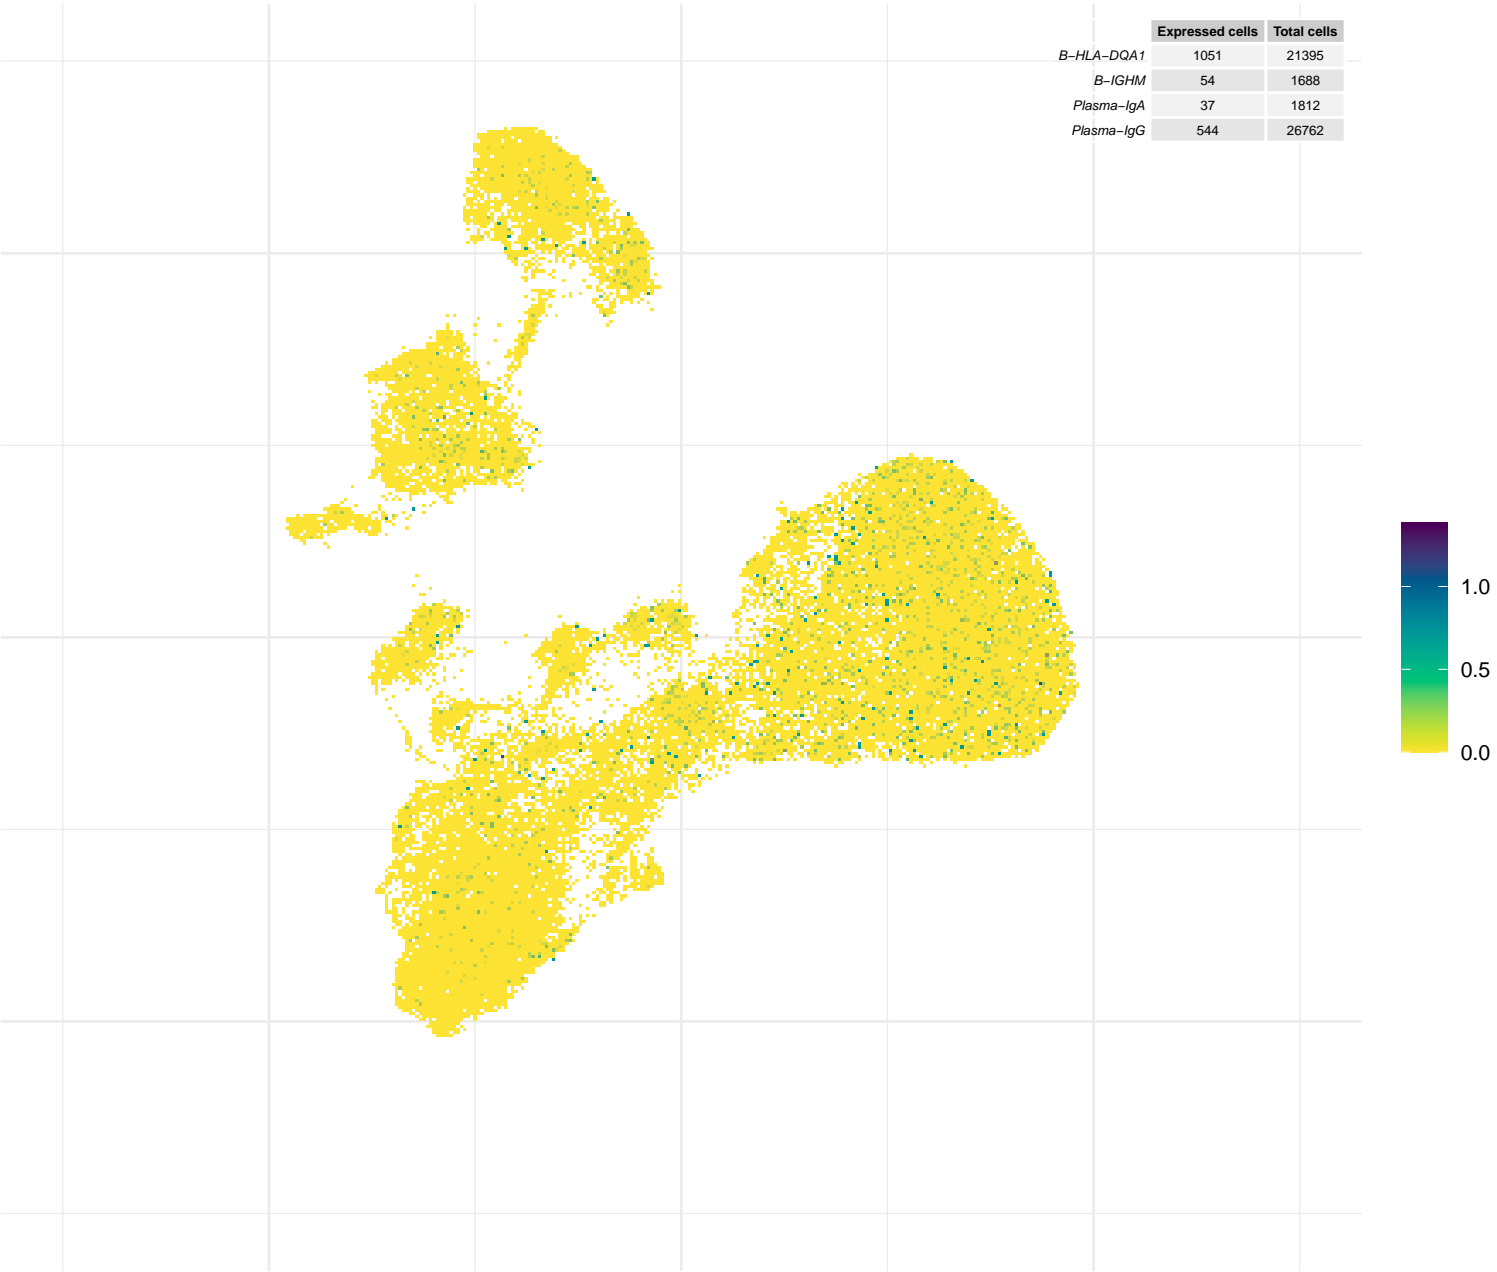 Expressed cells Total cells
B−HLA−DQA1 1051 21395
B−IGHM 54 1688
Plasma−IgA 37 1812
Plasma−IgG 544 26762
1.0
0.5
0.0